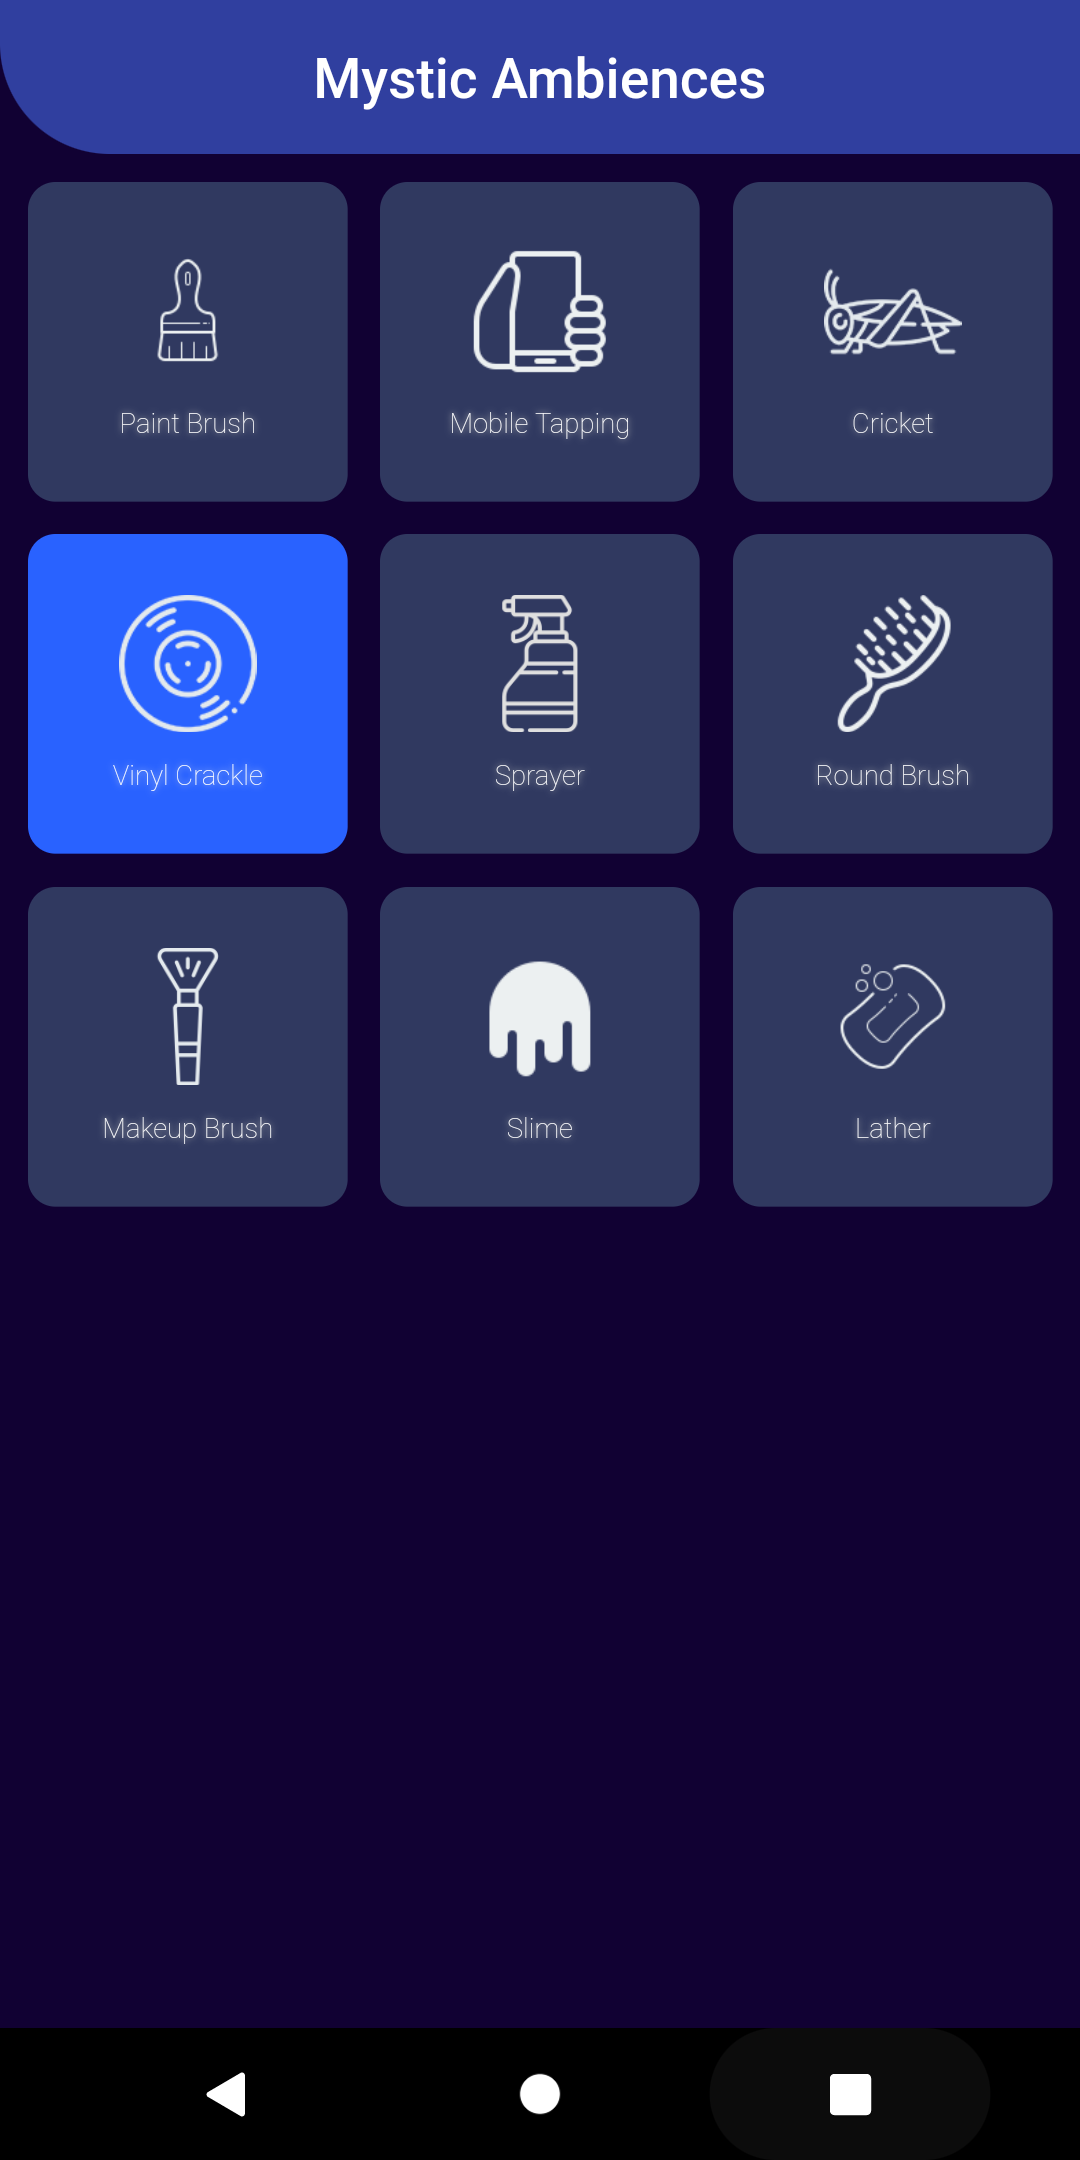 Mystic Ambiences
Paint Brush
Mobile Tapping
Cricket
Vinyl Crackle
Sprayer
Round Brush
Makeup Brush
Slime
Lather